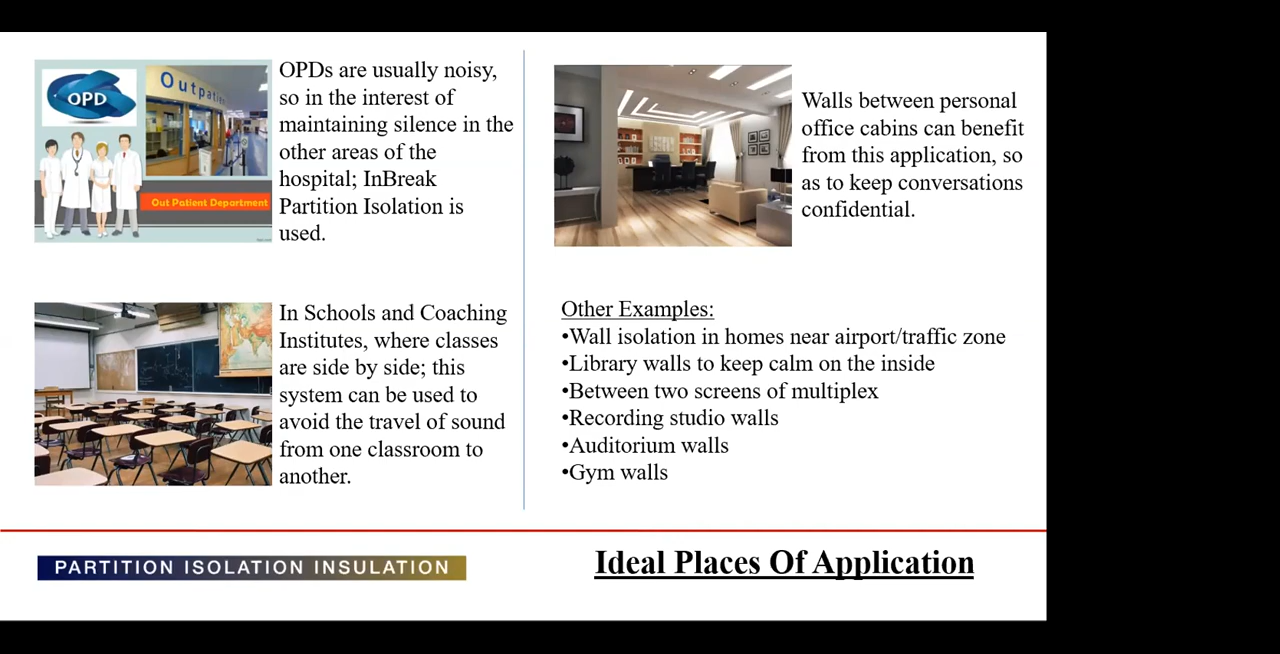 OPD
Outpatien
Out Patient Department
OPDs are usually noisy,
so in the interest of
maintaining silence in the
other areas of the
hospital; InBreak
Partition Isolation is
used.
In Schools and Coaching
Institutes, where classes
are side by side; this
system can be used to
avoid the travel of sound
from one classroom to
another.
Walls between personal
office cabins can benefit
from this application, so
as to keep conversations
confidential.
Other Examples:
•Wall isolation in homes near airport/traffic zone
•Library walls to keep calm on the inside
•Between two screens of multiplex
•Recording studio walls
•Auditorium walls
•Gym walls
PARTITION ISOLATION INSULATION
Ideal Places Of Application